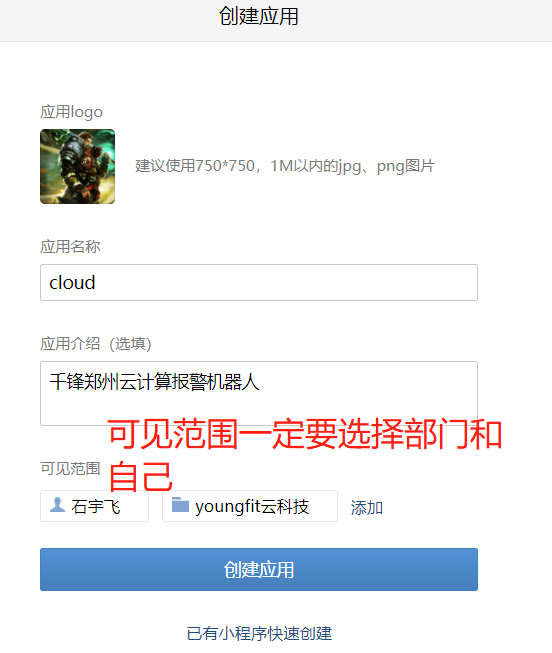 创建应用
应用logo
建议使用750*750，1M以内的jpg、png图片
应用名称
cloud
应用介绍（选填）
千锋郑州云计算报警机器人
可见范围一定要选择部门和
自己
可见范围
石宇飞 youngfit云科技 添加
创建应用
已有小程序快速创建